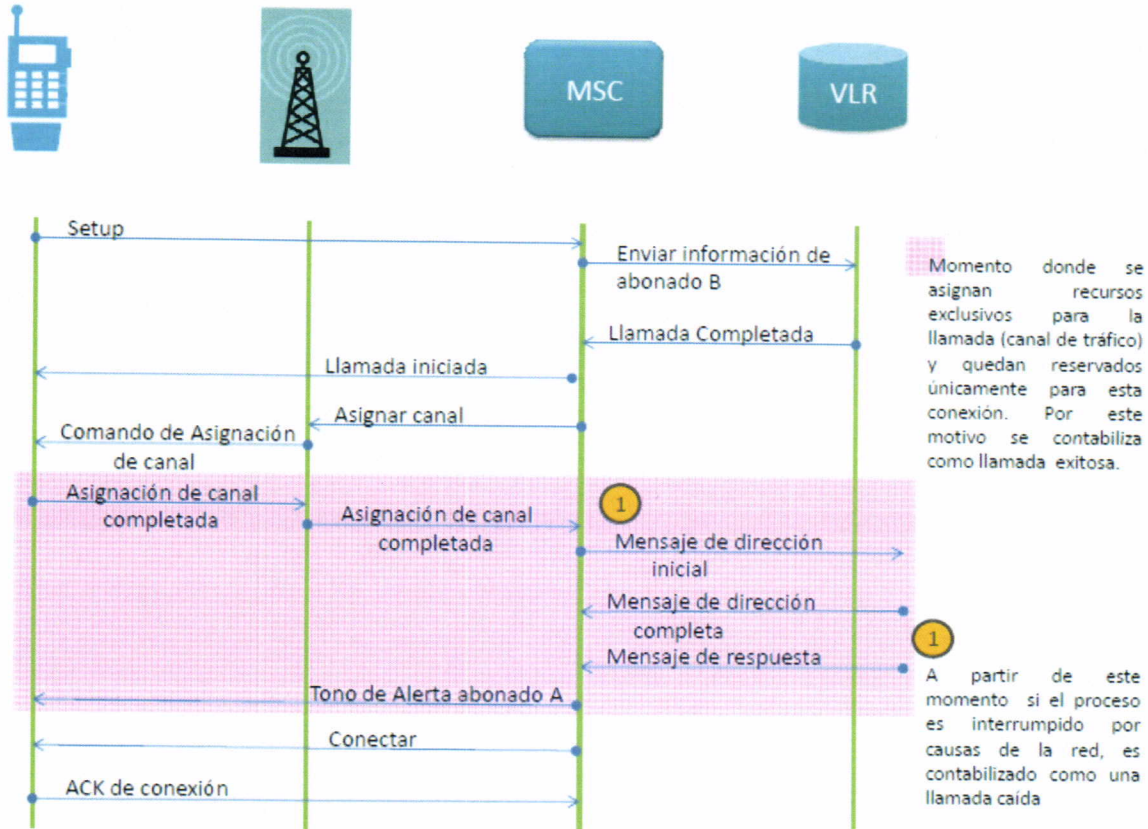 MSC
VLR
Setup
Enviar información de
abonado B
Llamada Completada
Llamada iniciada
Asignar canal
Comando de Asignación
de canal
Asignación de canal
completada
Asignación de canal
completada
1
Mensaje de dirección
inicial
Mensaje de dirección
completa
Mensaje de respuesta
Tono de Alerta abonado A
Conectar
ACK de conexión
Momento donde se
asignan recursos
exclusivos para la
llamada (canal de tráfico)
y quedan reservados
únicamente para esta
conexión. Por este
motivo se contabiliza
como llamada exitosa.
1
A partir de este
momento si el proceso
es interrumpido por
causas de la red, es
contabilizado como una
llamada caída